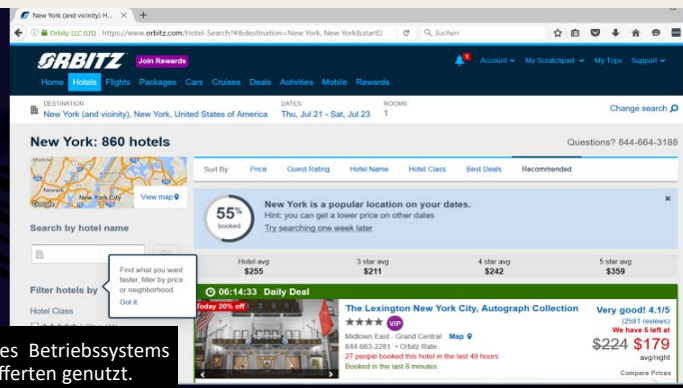 New York (and vicinity) H...
Orbitz LLC (US) https://www.orbitz.com/Hotel-Search?#&destination=New York, New York&startD
Suchen
ORBITZ Join Rewards
1 Account My Scratchpad My Trips Support
Home Hotels Flights Packages Cars Cruises Deals Activities Mobile Rewards
DESTINATION DATES ROOMS
New York (and vicinity), New York, United States of America Thu, Jul 21 - Sat, Jul 23 1 Change search
New York: 860 hotels Questions? 844-664-3188
Sort By Price Guest Rating Hotel Name Hotel Class Best Deals Recommended
Newark
New York City
Google
View map
55%
booked
New York is a popular location on your dates.
Hint: you can get a lower price on other dates
Try searching one week later
Search by hotel name
Go
Hotel avg 3 star avg 4 star avg 5 star avg
$255 $211 $242 $359
Find what you want
faster, filter by price
or neighborhood
Got it
Filter hotels by
Hotel Class
06:14:33 Daily Deal
Today 20% off
The Lexington New York City, Autograph Collection
VIP
Midtown East - Grand Central Map
844-663-2281 • Orbitz Rate
27 people booked this hotel in the last 48 hours
Booked in the last 8 minutes
Very good! 4.1/5
(2581 reviews)
We have 5 left at
$224 $179
avg/night
Compare Prices
es Betriebssystems
fferten genutzt.